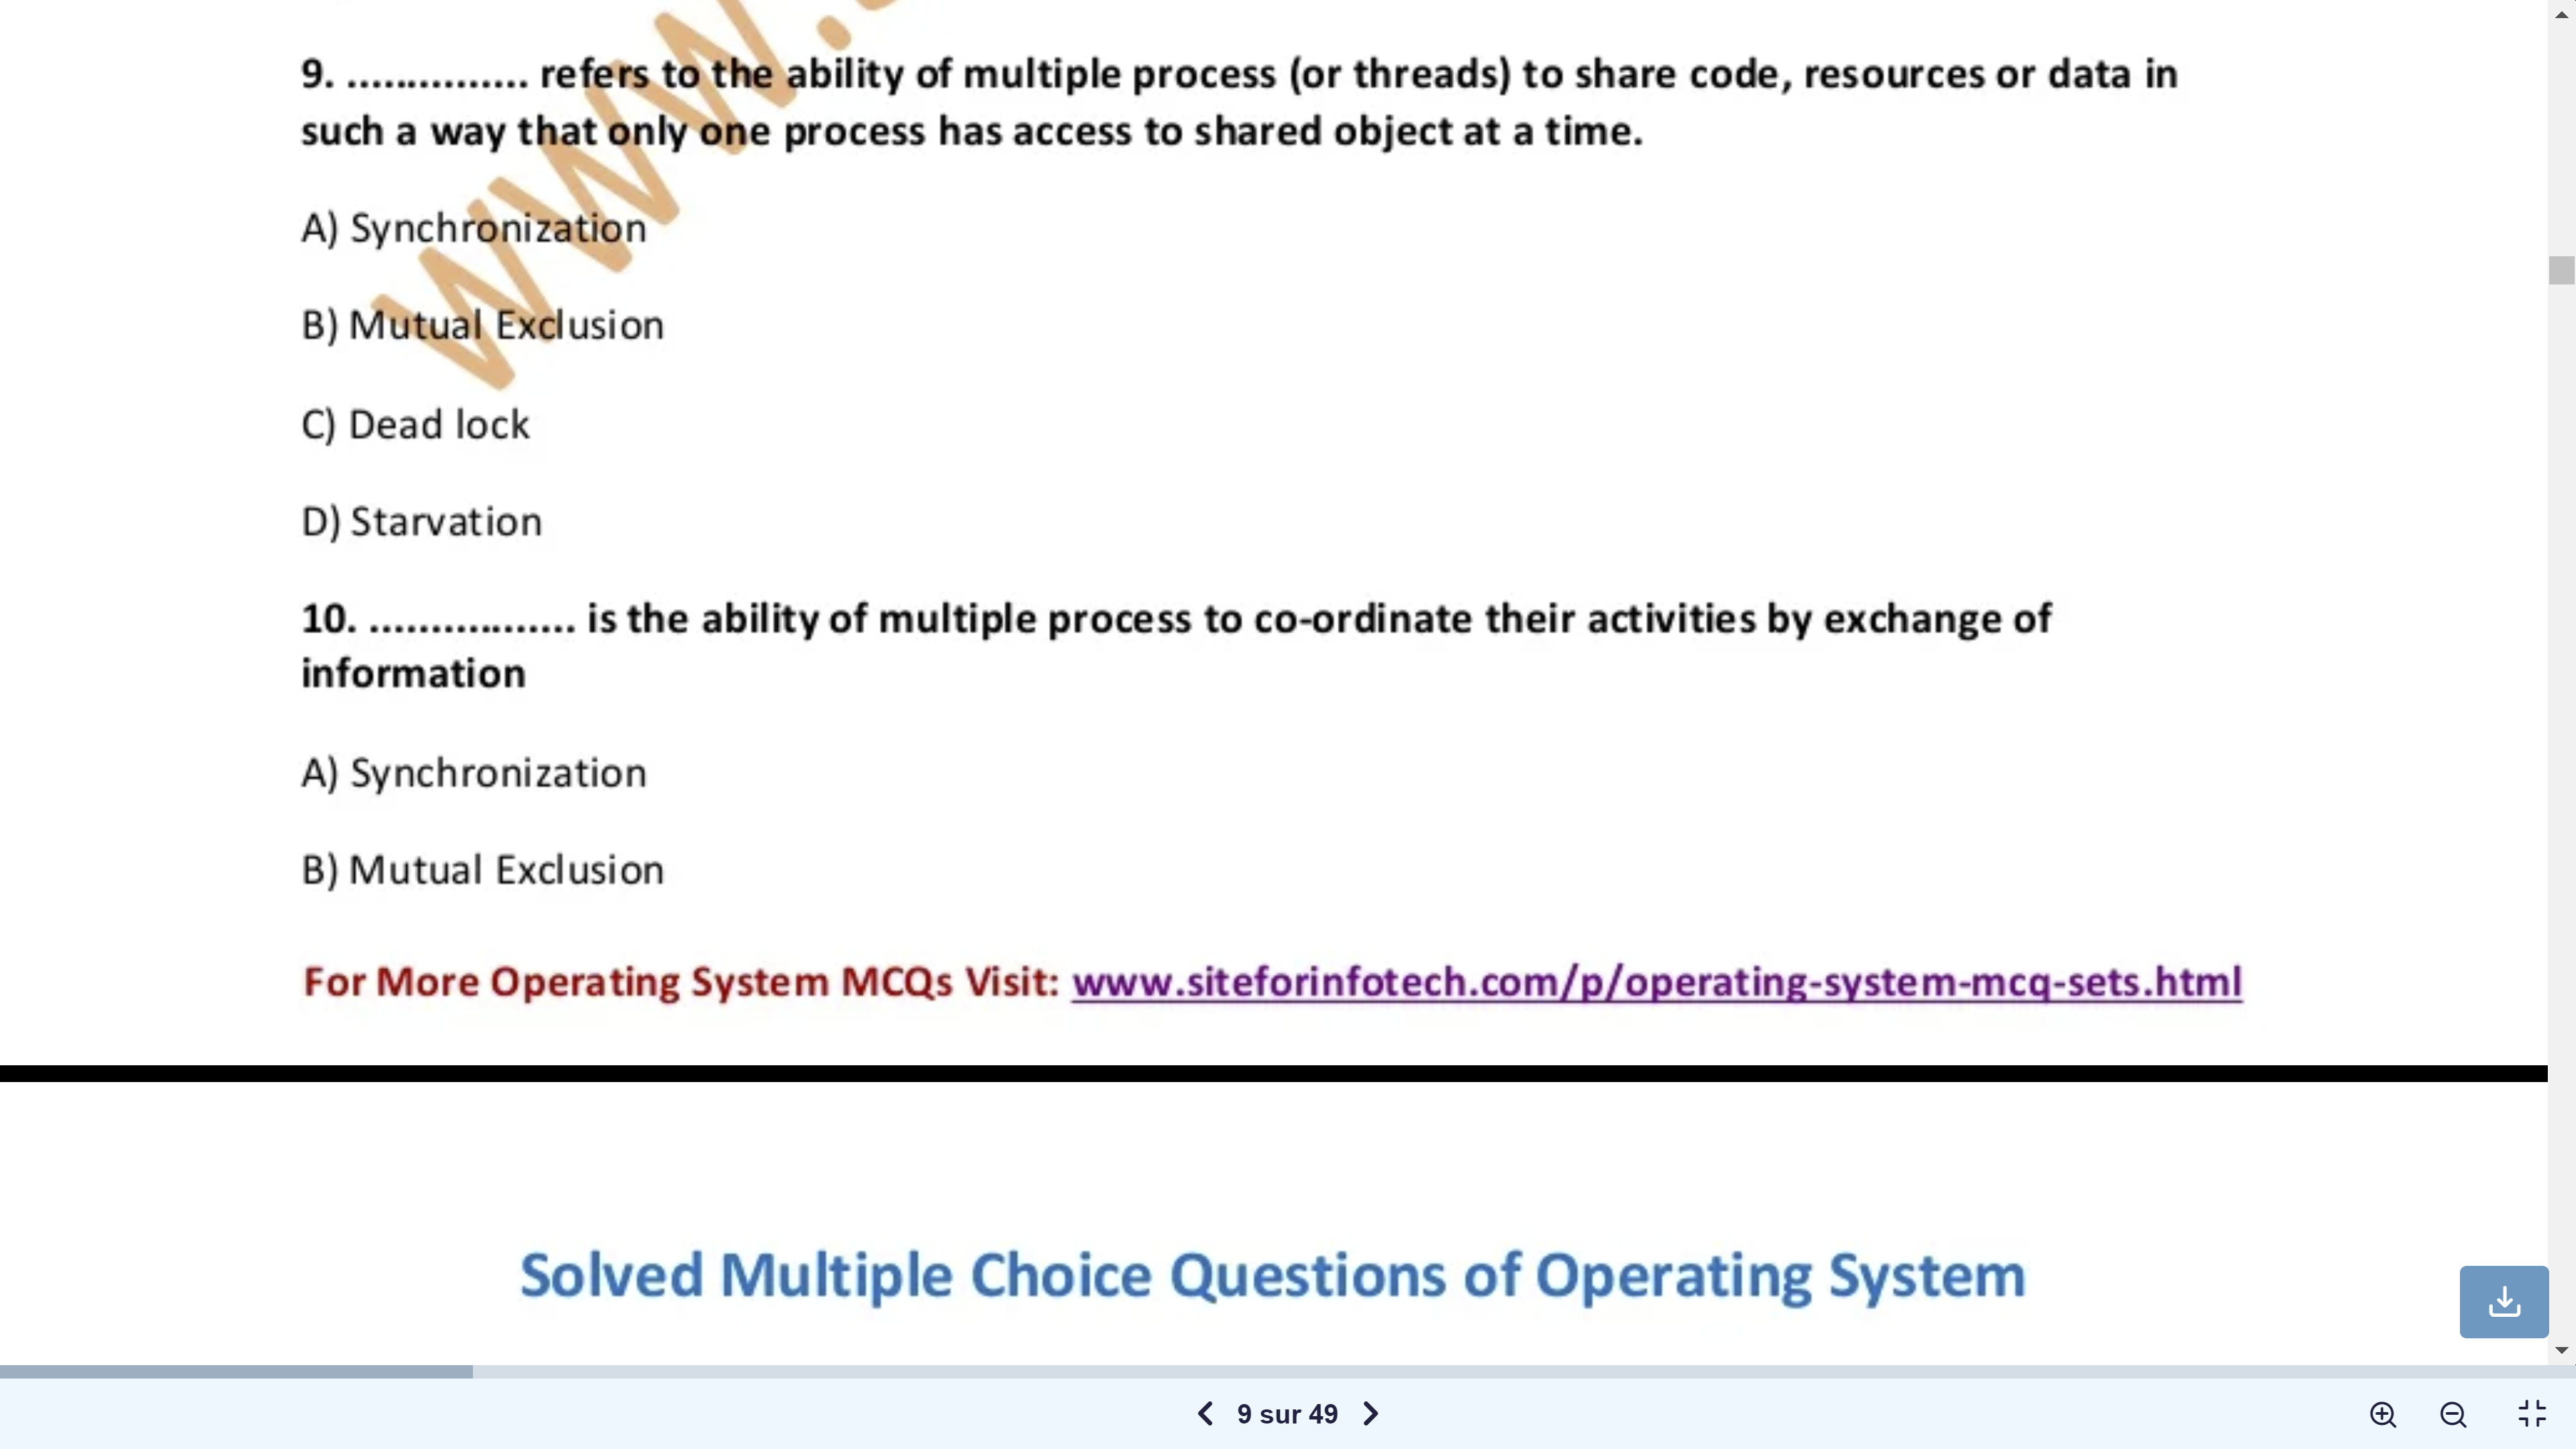 9. ............... refers to the ability of multiple process (or threads) to share code, resources or data in
such a way that only one process has access to shared object at a time.
A) Synchronization
B) Mutual Exclusion
C) Dead lock
D) Starvation
10. ................. is the ability of multiple process to co-ordinate their activities by exchange of
information
A) Synchronization
B) Mutual Exclusion
For More Operating System MCQs Visit: www.siteforinfotech.com/p/operating-system-mcq-sets.html
Solved Multiple Choice Questions of Operating System
9 sur 49
www.